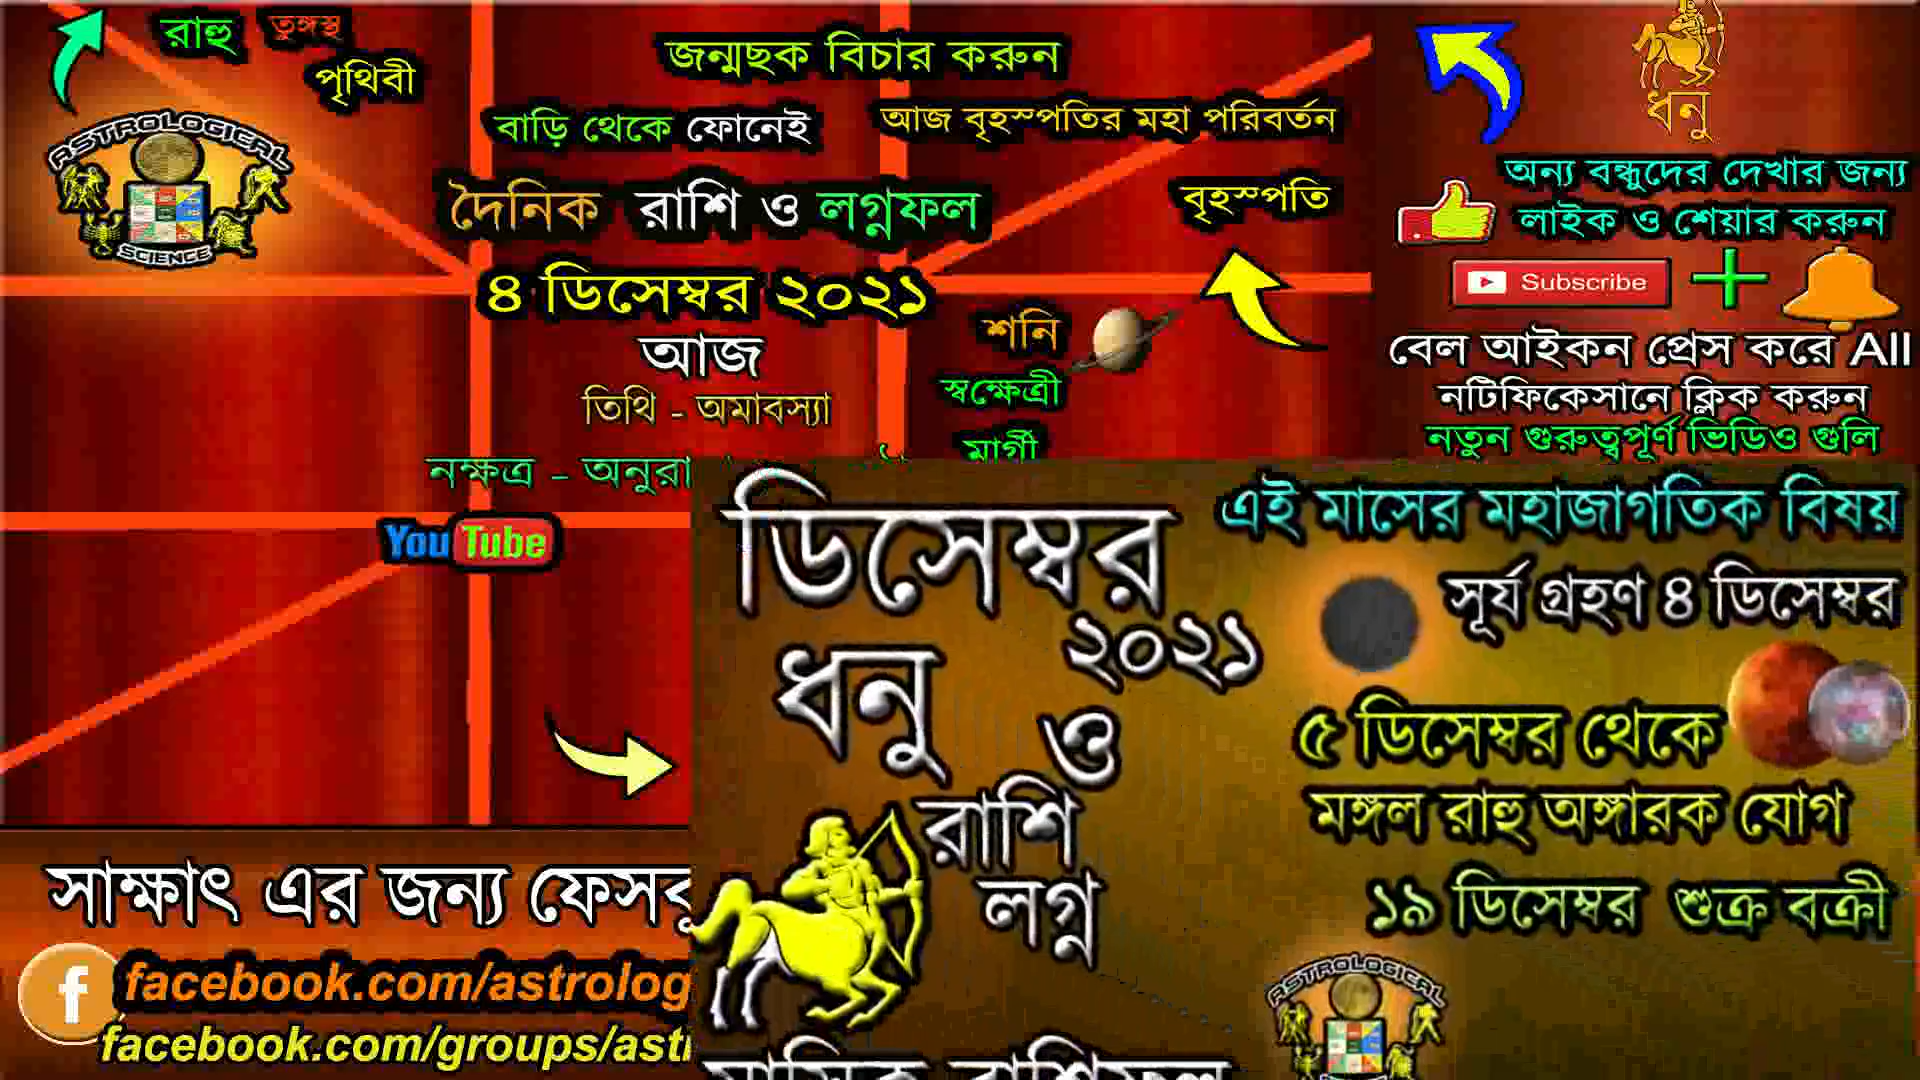 রাহু তুঙ্গস্থ
পৃথিবী
ASTROLOGICAL
SCIENCE
জন্মছক বিচার করুন
বাড়ি থেকে ফোনেই
আজ বৃহস্পতির মহা পরিবর্তন
দৈনিক রাশি ও লগ্নফল
বৃহস্পতি
৪ ডিসেম্বর ২০২১
আজ
তিথি - অমাবস্যা
নক্ষত্র - অনুরা
শনি
স্বক্ষেত্রী
মার্গী
ধনু
অন্য বন্ধুদের দেখার জন্য
লাইক ও শেয়ার করুন
Subscribe
বেল আইকন প্রেস করে All
নটিফিকেসানে ক্লিক করুন
নতুন গুরুত্বপূর্ণ ভিডিও গুলি
YouTube
ডিসেম্বর
২০২১
ধনু ও
রাশি
লগ্ন
মাসিক রাশিফল
এই মাসের মহাজাগতিক বিষয়
সূর্য গ্রহণ ৪ ডিসেম্বর
৫ ডিসেম্বর থেকে
মঙ্গল রাহু অঙ্গারক যোগ
১৯ ডিসেম্বর শুক্র বক্রী
ASTROLOGICAL
সাক্ষাৎ এর জন্য ফেসবু
facebook.com/astrolog
facebook.com/groups/ast